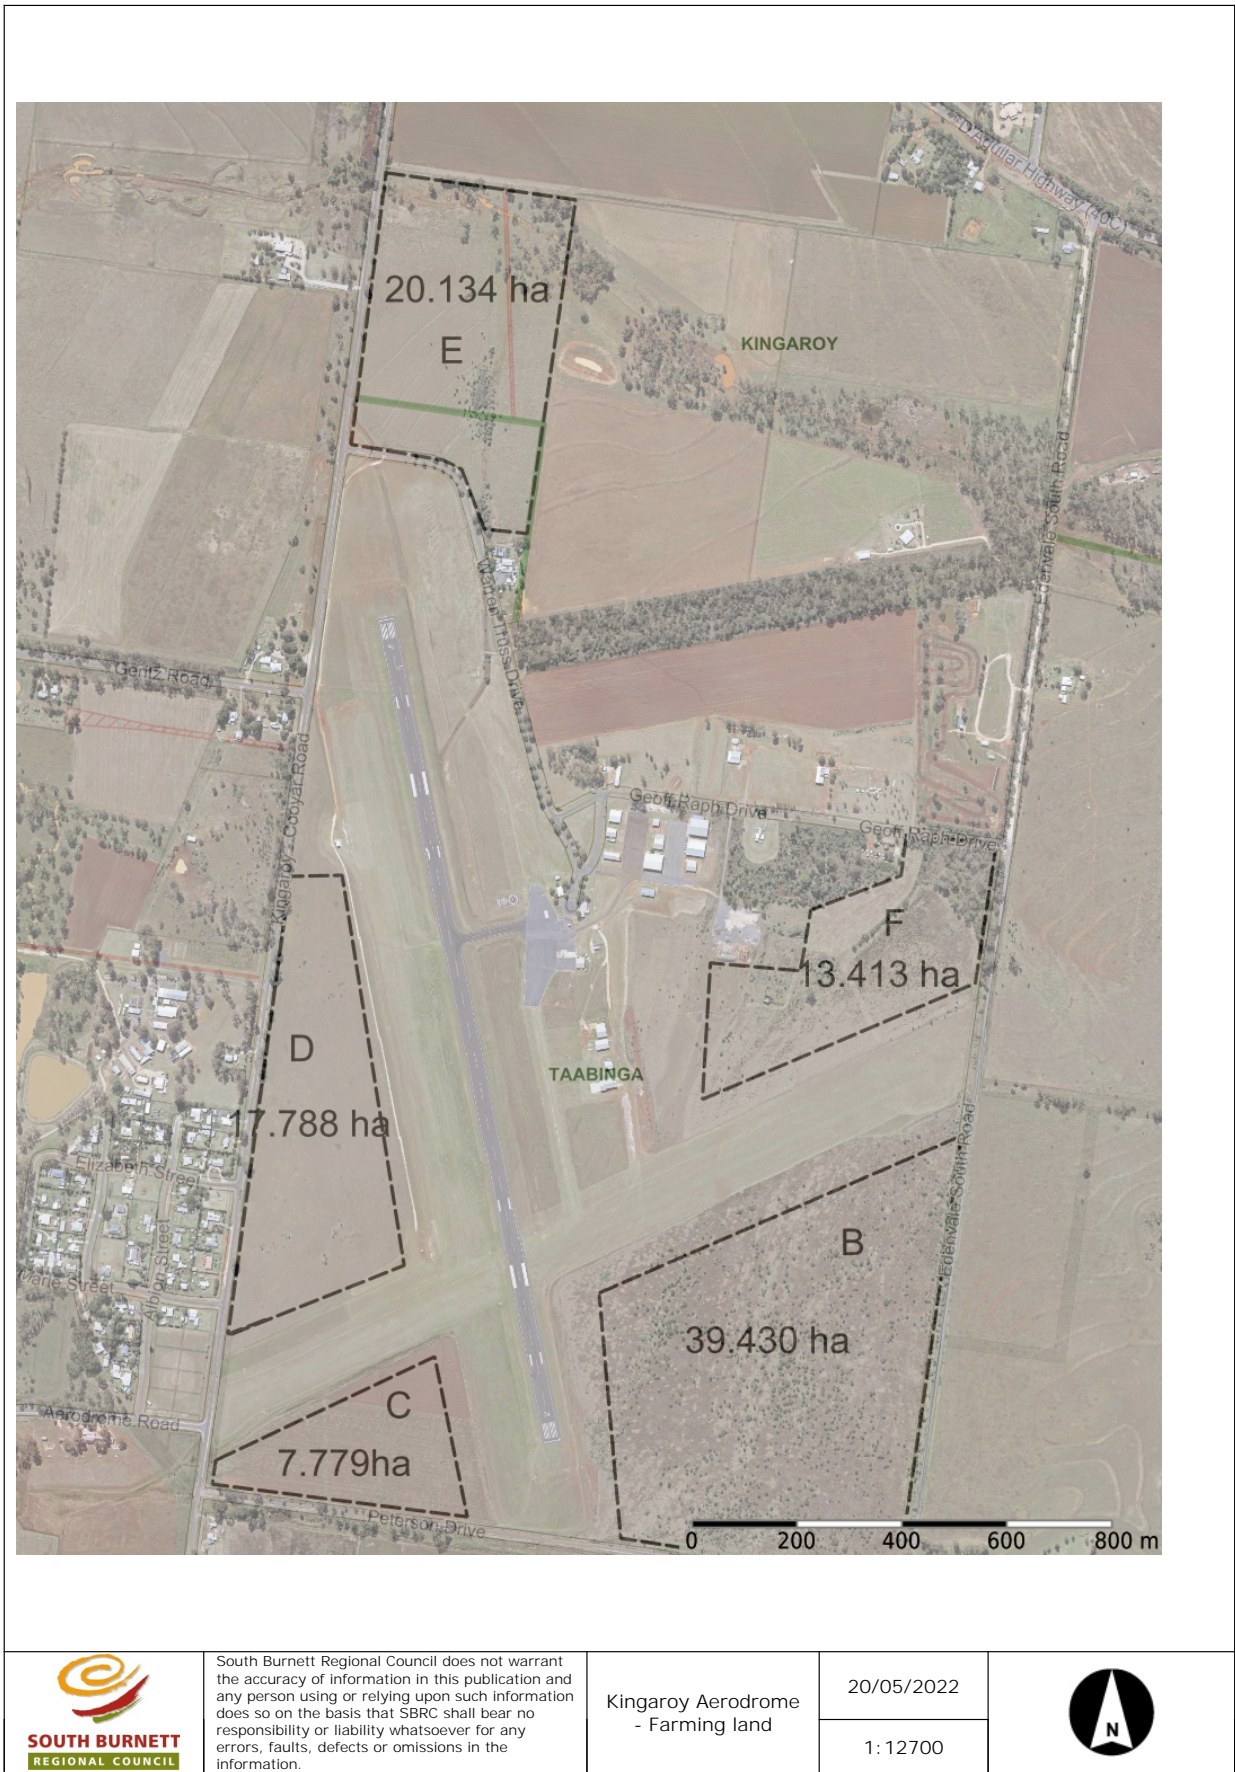 D'Aguilar Highway (40C)
20.134 ha
E
KINGAROY
Edenvale South Road
Warren Truss Drive
Gentz Road
Kingaroy - Cooyar Road
Geoff Raph Drive
Geoff Raph Drive
F
13.413 ha
D
TAABINGA
17.788 ha
Elizabeth Street
Albion Street
Marie Street
Edenvale South Road
B
39.430 ha
C
Aerodrome Road
7.779ha
Peterson Drive
0 200 400 600 800 m
SOUTH BURNETT
REGIONAL COUNCIL
South Burnett Regional Council does not warrant
the accuracy of information in this publication and
any person using or relying upon such information
does so on the basis that SBRC shall bear no
responsibility or liability whatsoever for any
errors, faults, defects or omissions in the
information.
Kingaroy Aerodrome
- Farming land
20/05/2022
1:12700
N